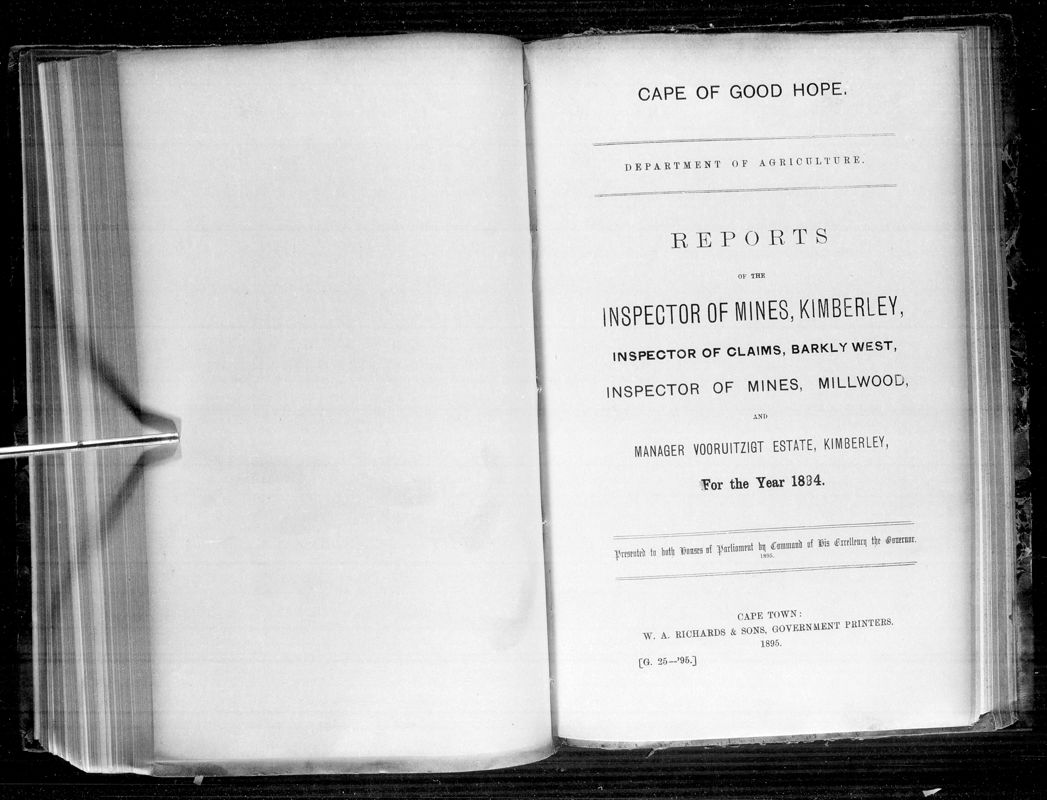 CAPE OF GOOD HOPE.
DEPARTMENT OF AGRICULTURE.
REPORTS
OF THE
INSPECTOR OF MINES, KIMBERLEY,
INSPECTOR OF CLAIMS, BARKLY WEST,
INSPECTOR OF MINES, MILLWOOD,
AND
MANAGER VOORUITZIGT ESTATE, KIMBERLEY,
For the Year 1894.
Presented to both Houses of Parliament by Command of His Excellency the Governor.
1895.
CAPE TOWN:
W. A. RICHARDS & SONS, GOVERNMENT PRINTERS.
1895.
[G. 25—'95.]